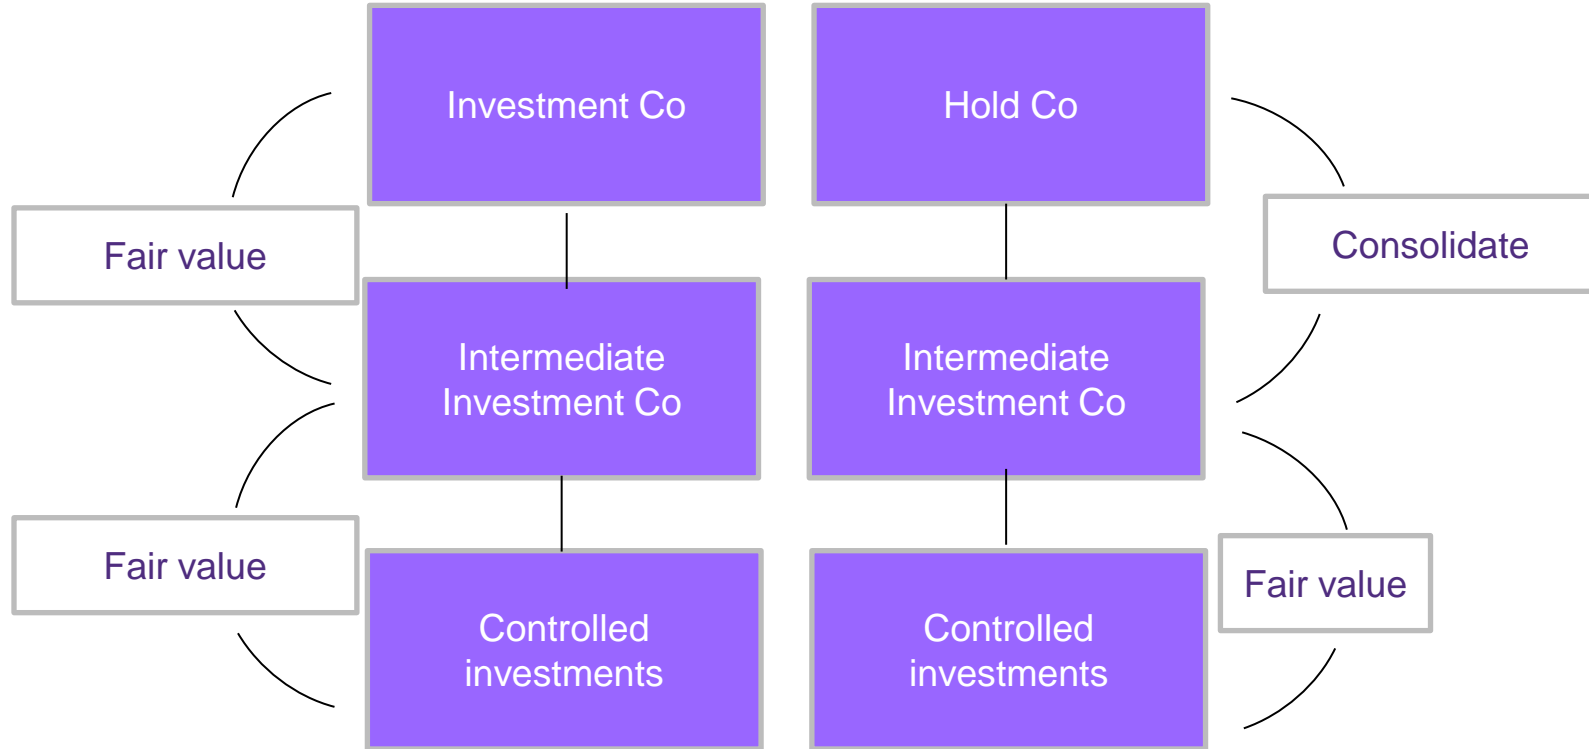 Investment Co
Hold Co
Fair value
Consolidate
Intermediate
Investment Co
Intermediate
Investment Co
Fair value
Fair value
Controlled
investments
Controlled
investments